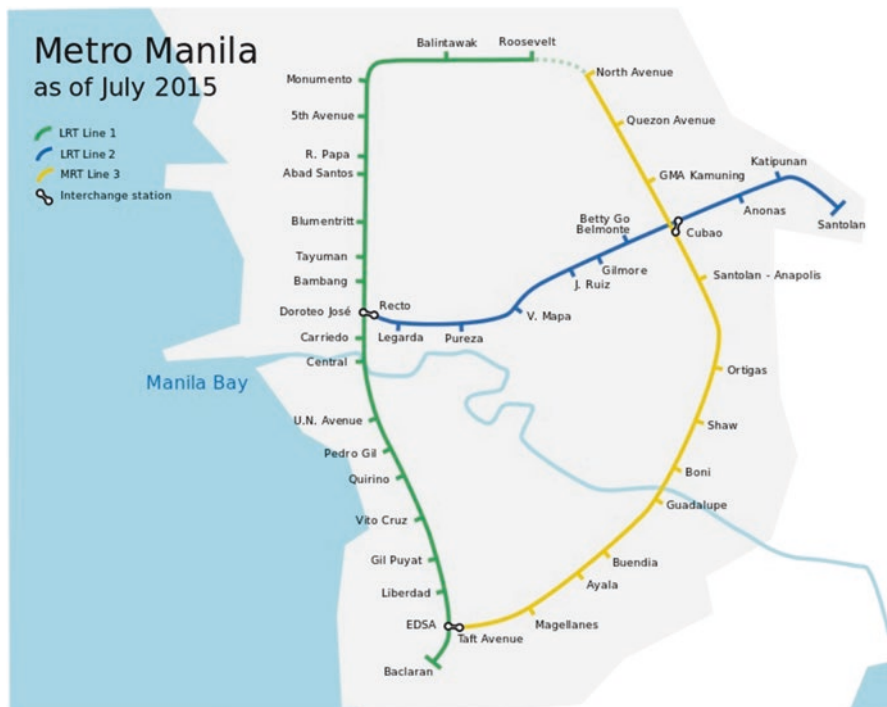 Metro Manila
as of July 2015
LRT Line 1
LRT Line 2
MRT Line 3
Interchange station
Balintawak
Roosevelt
Monumento
North Avenue
5th Avenue
Quezon Avenue
R. Papa
Abad Santos
GMA Kamuning
Katipunan
Anonas
Santolan
Blumentritt
Betty Go
Belmonte
Cubao
Tayuman
Gilmore
Santolan - Anapolis
Bambang
J. Ruiz
Doroteo José
Recto
V. Mapa
Carriedo
Legarda
Pureza
Central
Manila Bay
Ortigas
U.N. Avenue
Shaw
Pedro Gil
Quirino
Boni
Guadalupe
Vito Cruz
Gil Puyat
Buendia
Ayala
Liberdad
EDSA
Taft Avenue
Magellanes
Baclaran